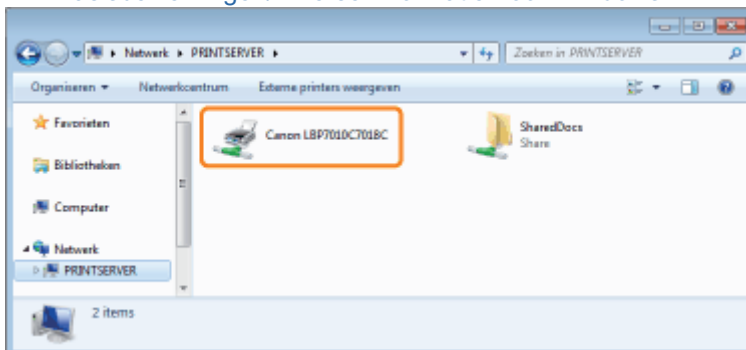 Netwerk ▸ PRINTSERVER ▸
Zoeken in PRINTSERVER
Organiseren
Netwerkcentrum
Externe printers weergeven
Favorieten
Bibliotheken
Computer
Netwerk
PRINTSERVER
Canon LBP7010C7018C
SharedDocs
Share
2 items